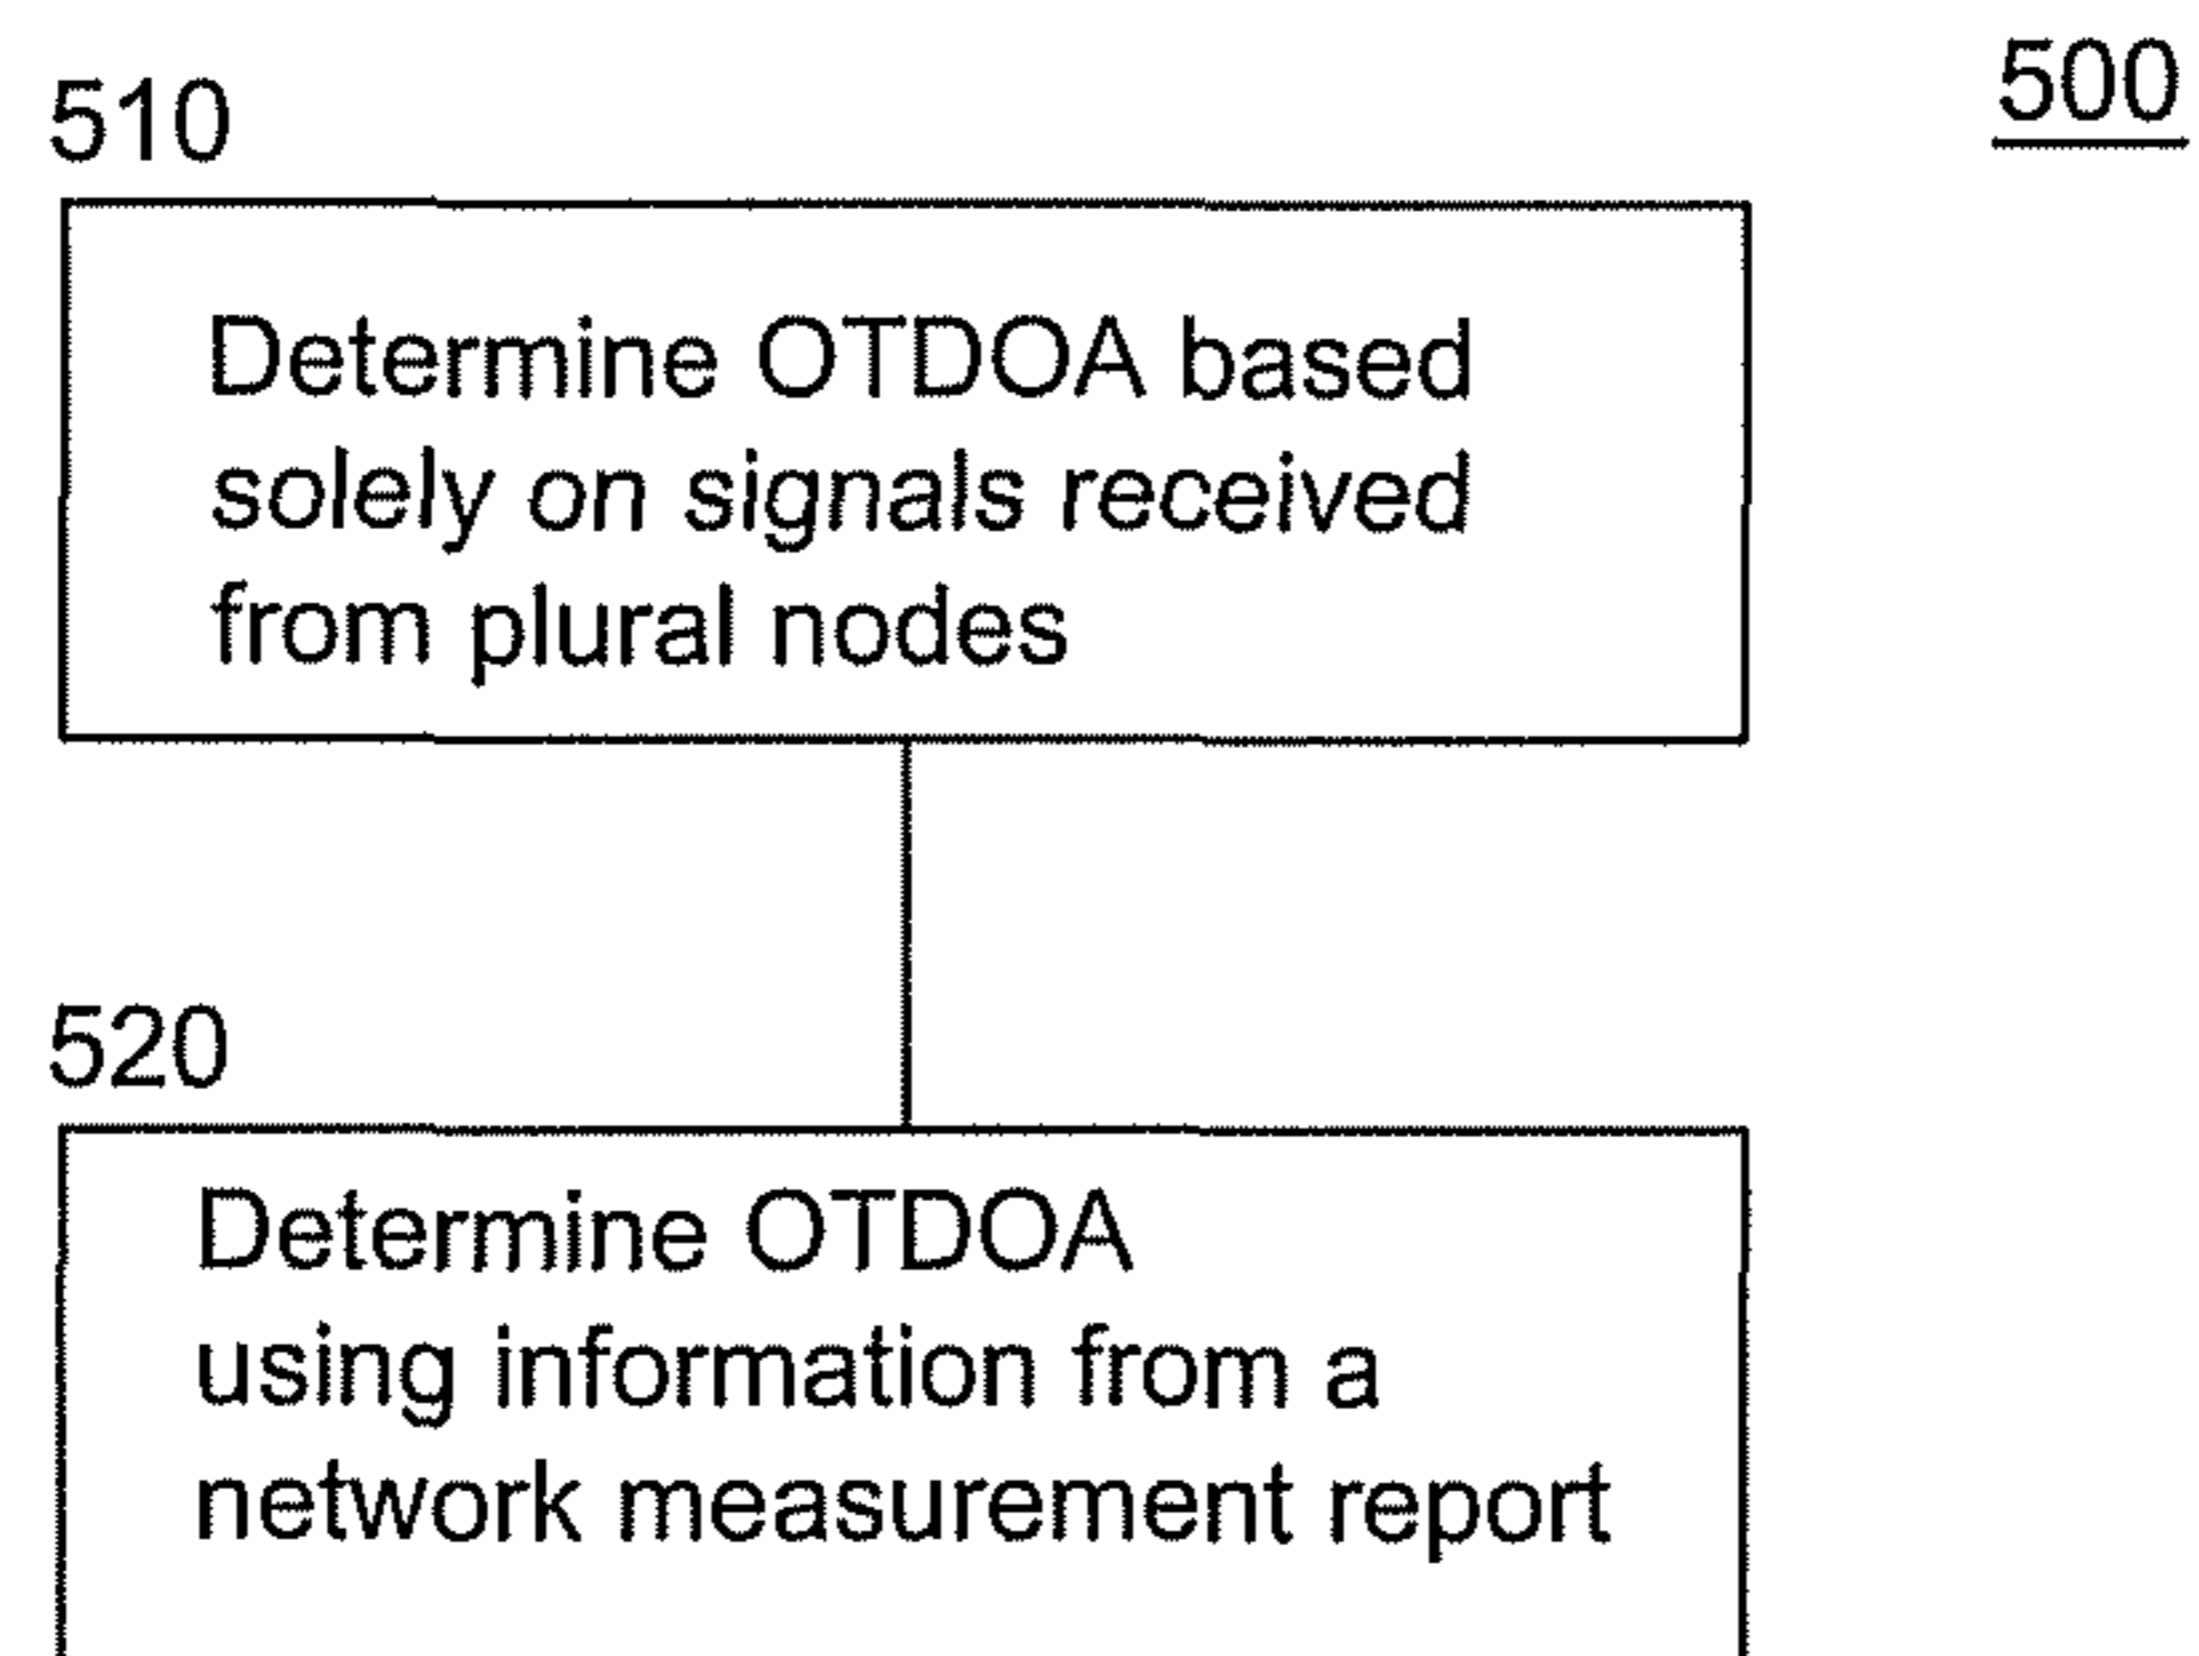 500
510
Determine OTDOA based
solely on signals received
from plural nodes
520
Determine OTDOA
using information from a
network measurement report